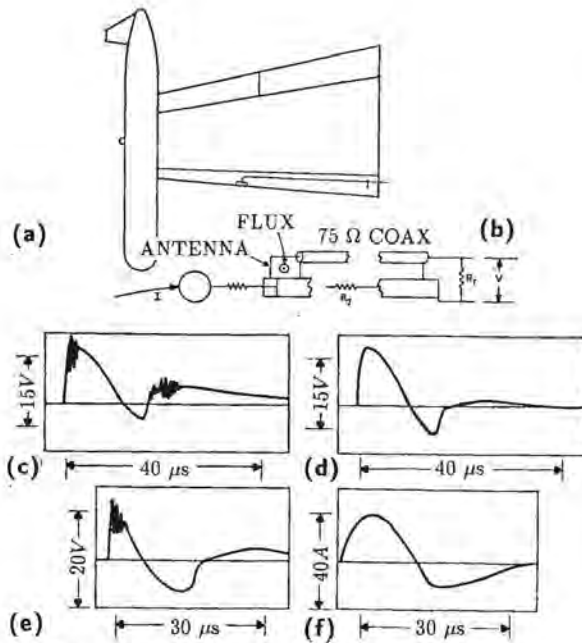 (a)
FLUX
75 Ω COAX
(b)
ANTENNA
I
V
15V
15V
(c)
40 μs
(d)
40 μs
20V
40A
(e)
30 μs
(f)
30 μs